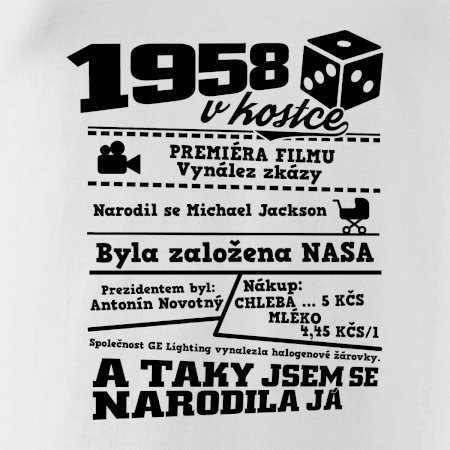 1958
v kostce
PREMIÉRA FILMU
Vynález zkázy
Narodil se Michael Jackson
Byla založena NASA
Prezidentem byl:
Antonín Novotný
Nákup:
CHLEBA ... 5 KČS
MLÉKO
4,45 KČS/l
Společnost GE Lighting vynalezla halogenové žárovky.
A TAKY JSEM SE
NARODILA JÁ